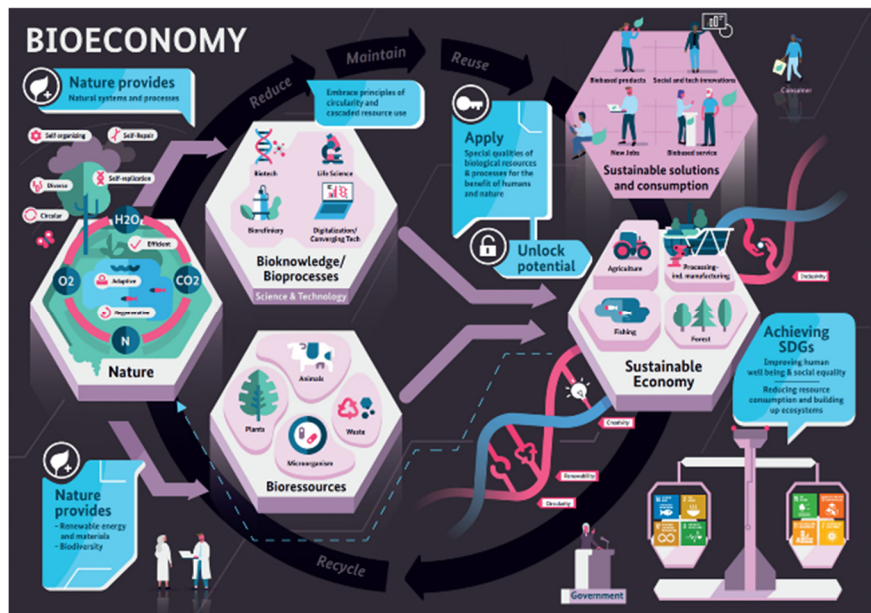 BIOECONOMY
Reduce
Maintain
Reuse
Nature provides
Natural systems and processes
Self organizing
Self-Repair
Diverse
Self-replication
Circular
H2O
Efficient
O2
Adaptive
CO2
Regenerative
N
Nature
Embrace principles of
circularity and
cascaded resource use
Biotech
Life Science
Biorefiniery
Digitalization/
Converging Tech
Bioknowledge/
Bioprocesses
Science & Technology
Apply
Special qualities of
biological resources
& processes for the
benefit of humans
and nature
Unlock
potential
Biobased products
Social and tech innovations
New Jobs
Biobased service
Sustainable solutions
and consumption
Consumer
Agriculture
Processing-
ind. manufacturing
Fishing
Forest
Sustainable
Economy
Inclusivity
Achieving
SDGs
Improving human
well being & social equality
Reducing resource
consumption and building
up ecosystems
Animals
Plants
Waste
Microorganism
Bioressources
Creativity
Renewability
Circularity
Nature
provides
- Renewable energy
and materials
- Biodiversity
Recycle
Government